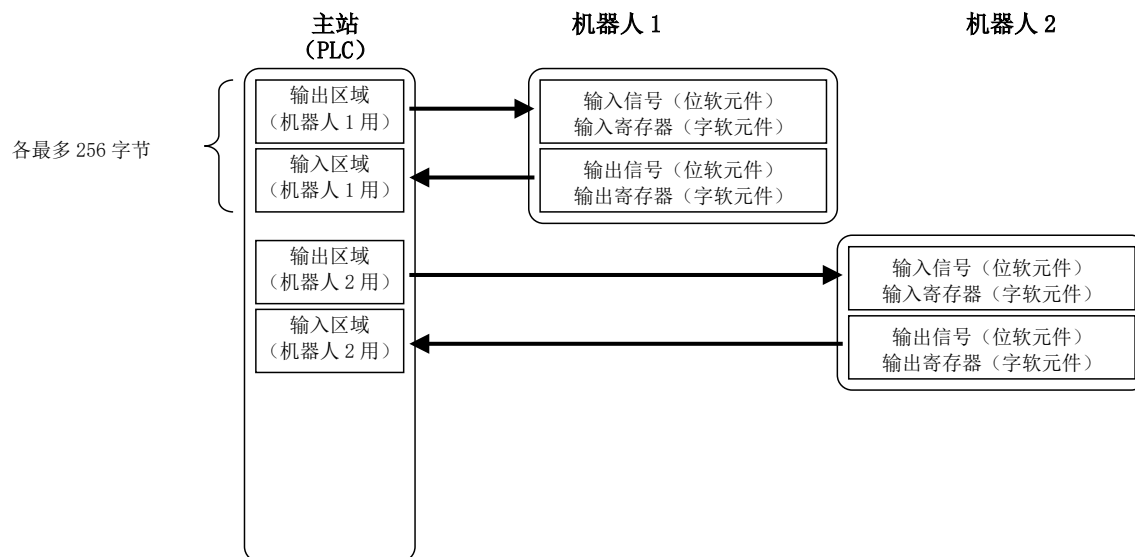 主站
（PLC）
机器人 1
机器人 2
各最多 256 字节
输出区域
（机器人 1 用）
输入信号（位软元件）
输入寄存器（字软元件）
输入区域
（机器人 1 用）
输出信号（位软元件）
输出寄存器（字软元件）
输出区域
（机器人 2 用）
输入信号（位软元件）
输入寄存器（字软元件）
输入区域
（机器人 2 用）
输出信号（位软元件）
输出寄存器（字软元件）